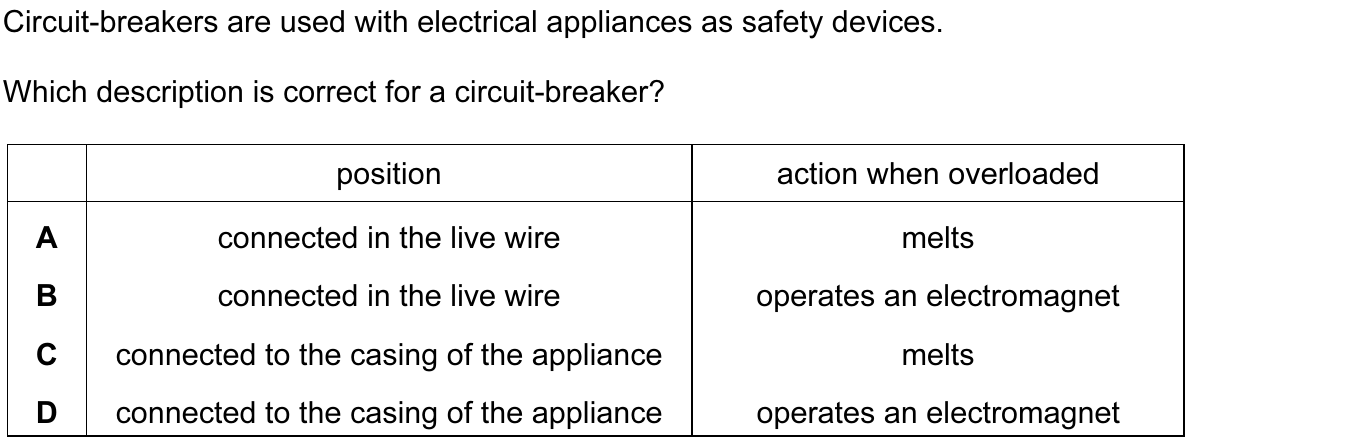 Circuit-breakers are used with electrical appliances as safety devices.
Which description is correct for a circuit-breaker?
position action when overloaded
A connected in the live wire melts
B connected in the live wire operates an electromagnet
C connected to the casing of the appliance melts
D connected to the casing of the appliance operates an electromagnet